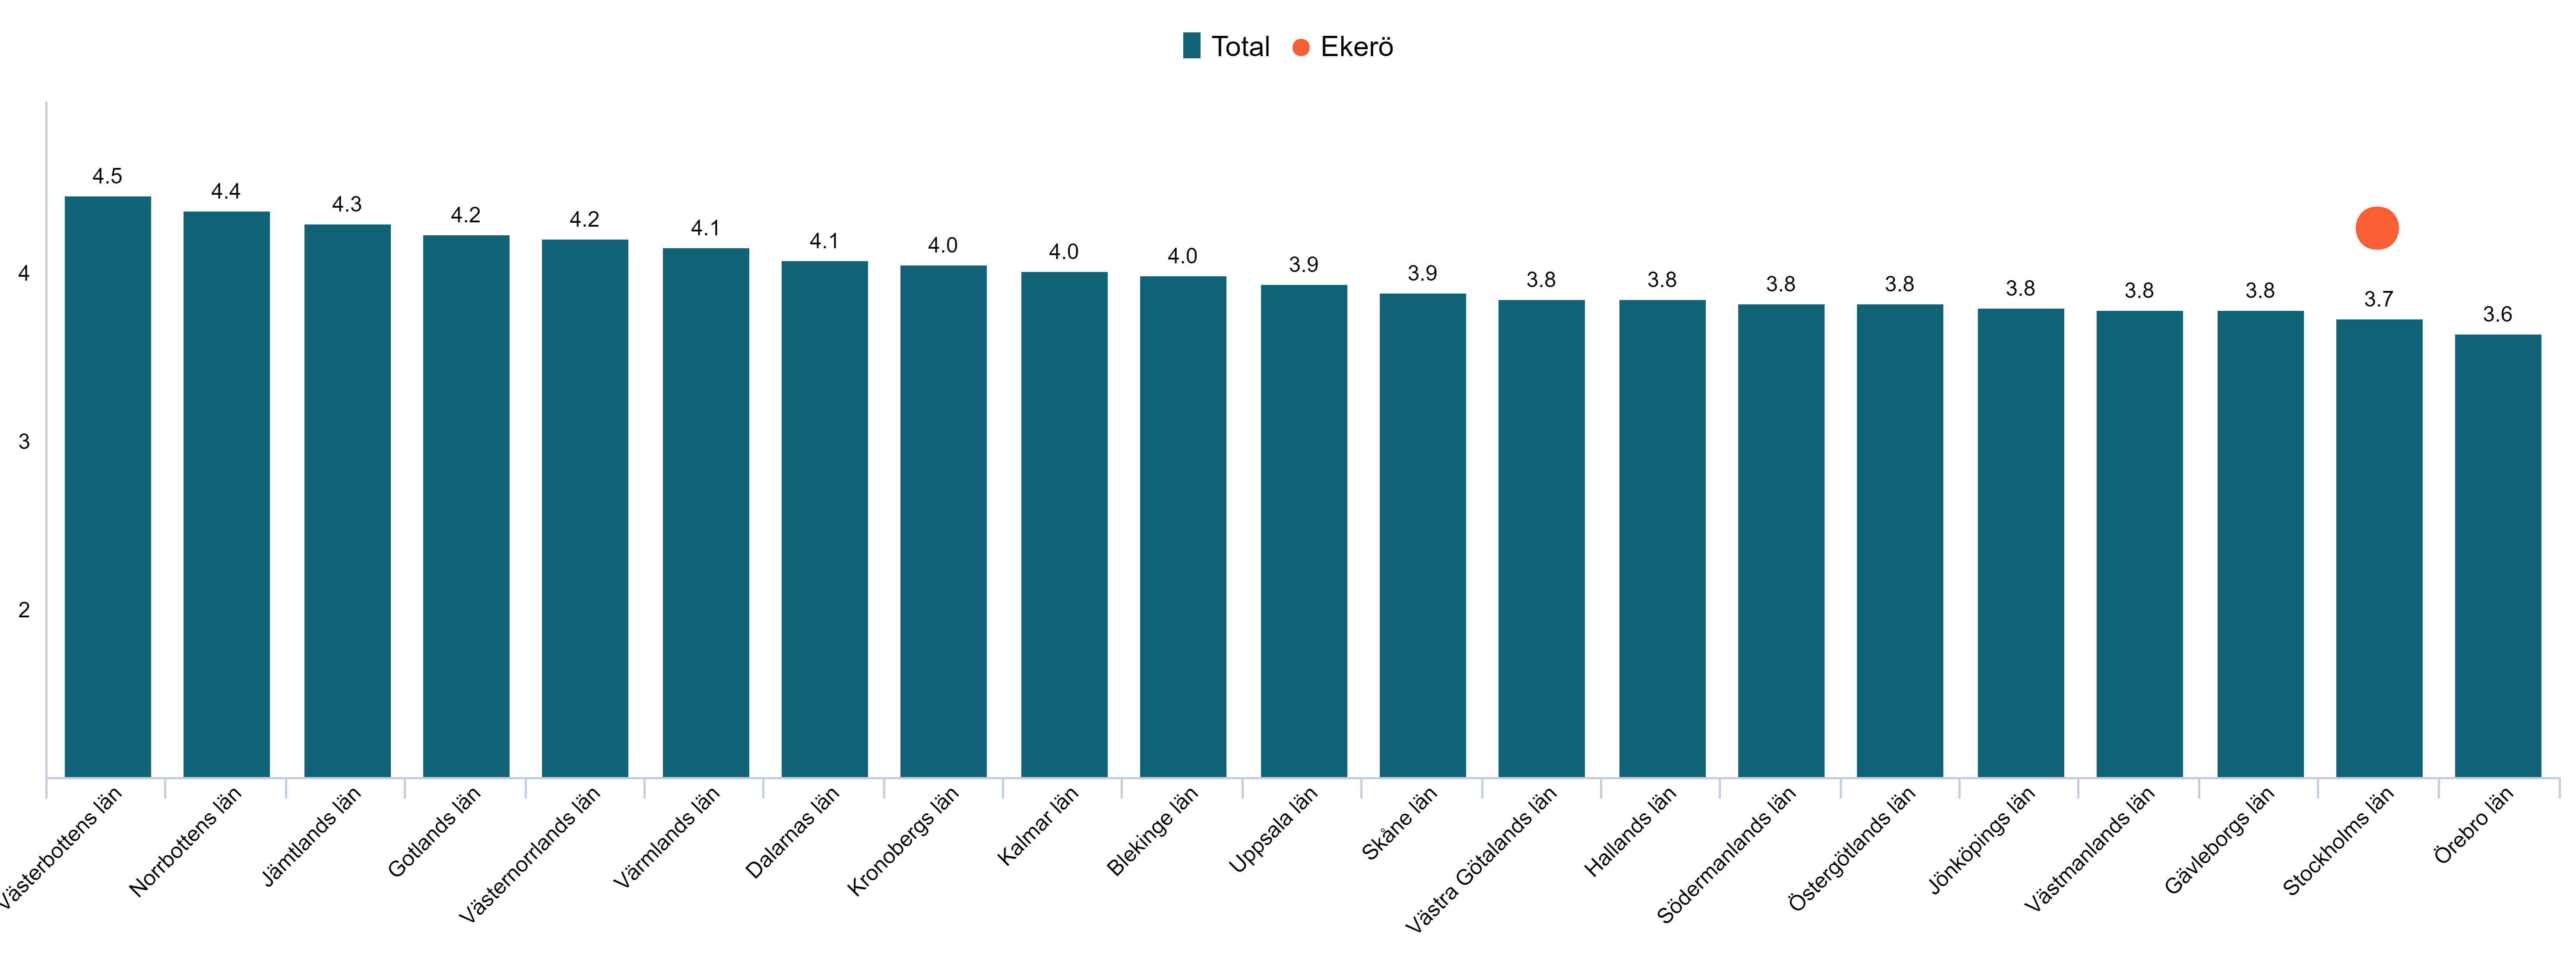 Total Ekerö
4.5 4.4 4.3 4.2 4.2 4.1 4.1 4.0 4.0 4.0 3.9 3.9 3.8 3.8 3.8 3.8 3.8 3.8 3.8 3.7 3.6
4
3
2
Västerbottens län
Norrbottens län
Jämtlands län
Gotlands län
Västernorrlands län
Värmlands län
Dalarnas län
Kronobergs län
Kalmar län
Blekinge län
Uppsala län
Skåne län
Västra Götalands län
Hallands län
Södermanlands län
Östergötlands län
Jönköpings län
Västmanlands län
Gävleborgs län
Stockholms län
Örebro län